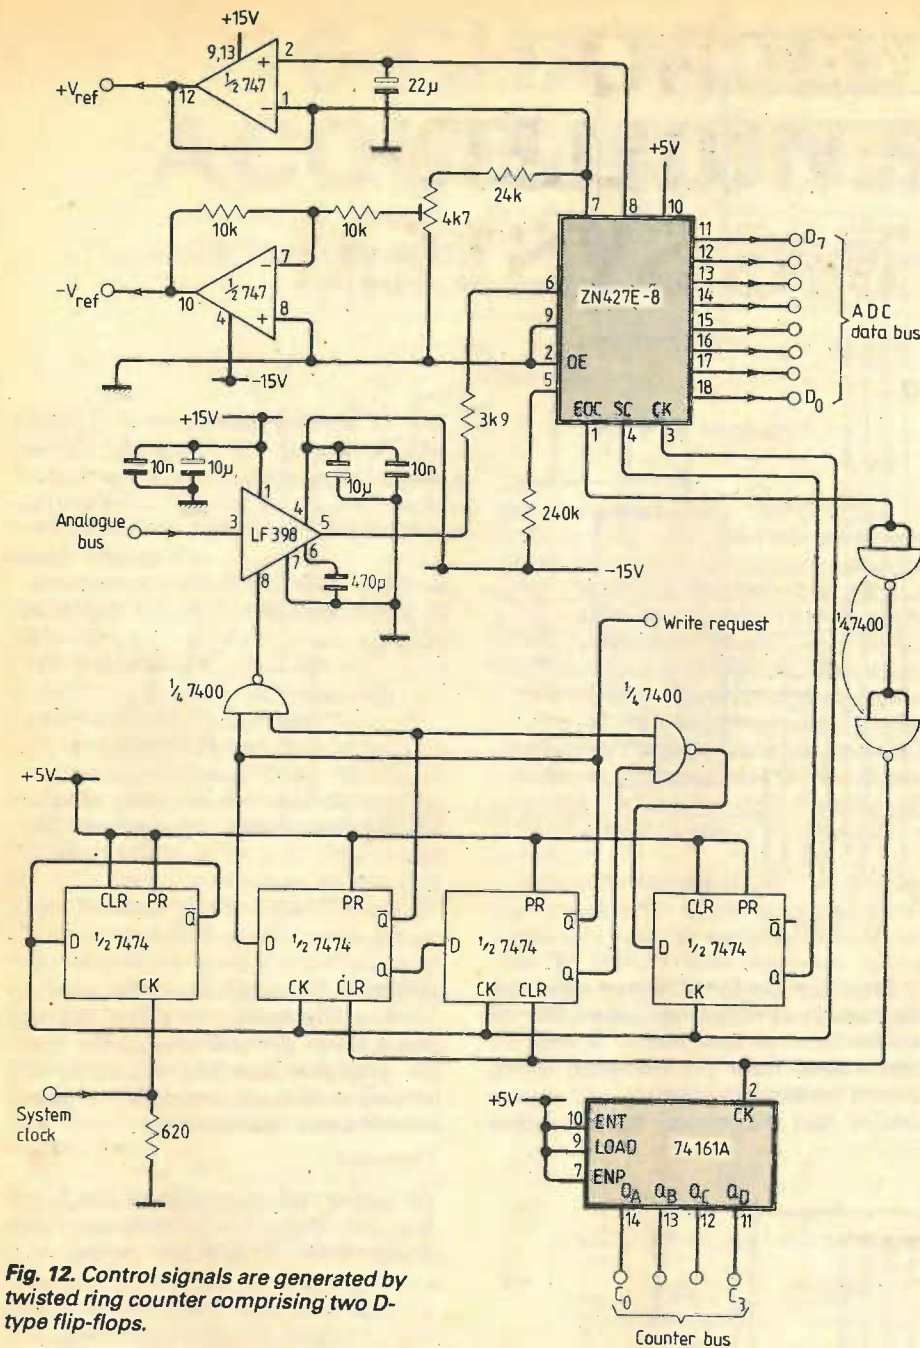 +15V
9,13
2
+
½ 747
12
1
−
+Vref
22µ
+5V
24k
4k7
7
8
10
10k
10k
7
−
½ 747
10
4
8
+
−Vref
−15V
6
ZN427E-8
9
2
OE
5
EOC
SC
CK
1
4
3
11
D7
12
13
14
15
16
17
18
D0
ADC
data bus
+15V
10n
10µ
1
3
Analogue
bus
LF398
4
5
6
7
8
10µ
10n
470p
3k9
240k
−15V
Write request
¼ 7400
¼ 7400
¼7400
+5V
CLR PR
Q̅
D
½ 7474
CK
PR
Q̅
D
½ 7474
Q
CK CLR
PR
Q̅
D
½ 7474
Q
CK CLR
CLR PR
Q̅
D
½ 7474
Q
CK
System
clock
620
+5V
2
CK
10 ENT
9 LOAD
74161A
7 ENP
QA QB QC QD
14 13 12 11
C0 C3
Counter bus
Fig. 12. Control signals are generated by
twisted ring counter comprising two D-
type flip-flops.